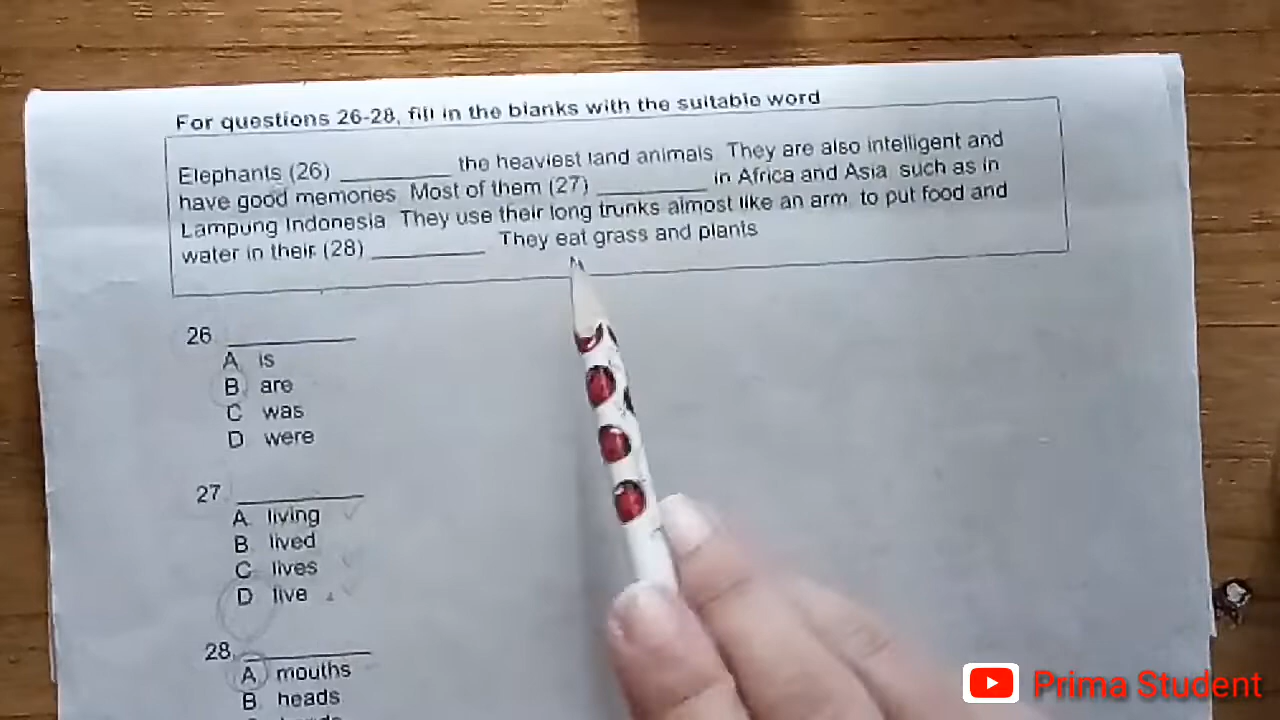 For questions 26-28, fill in the blanks with the suitable word
Elephants (26) __________ the heaviest land animals. They are also intelligent and
have good memories. Most of them (27) __________ in Africa and Asia, such as in
Lampung Indonesia. They use their long trunks almost like an arm, to put food and
water in their (28) __________. They eat grass and plants
26. __________
A. is
B. are
C. was
D. were
27. __________
A. living
B. lived
C. lives
D. live
28. __________
A. mouths
B. heads
Prima Student